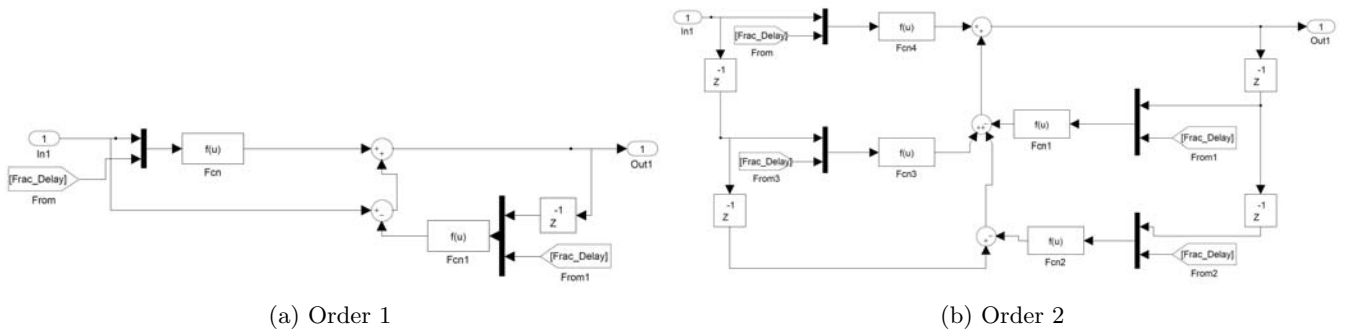 1
In1
[Frac_Delay]
From
f(u)
Fcn
+
+
+
-
1
Out1
-1
Z
f(u)
Fcn1
[Frac_Delay]
From1
(a) Order 1
1
In1
[Frac_Delay]
From
f(u)
Fcn4
+
+
1
Out1
-1
Z
-1
Z
++-
+
f(u)
Fcn1
[Frac_Delay]
From1
[Frac_Delay]
From3
f(u)
Fcn3
-1
Z
-1
Z
-
+
f(u)
Fcn2
[Frac_Delay]
From2
(b) Order 2